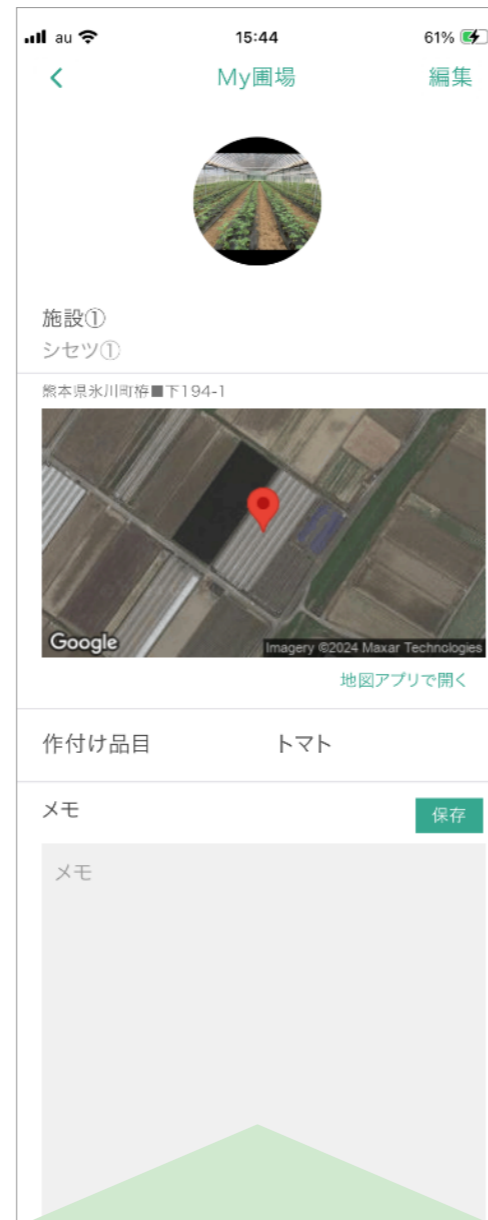 au 15:44 61%
My圃場 編集
施設①
シセツ①
熊本県氷川町栫■下194-1
Google
Imagery ©2024 Maxar Technologies
地図アプリで開く
作付け品目 トマト
メモ 保存
メモ